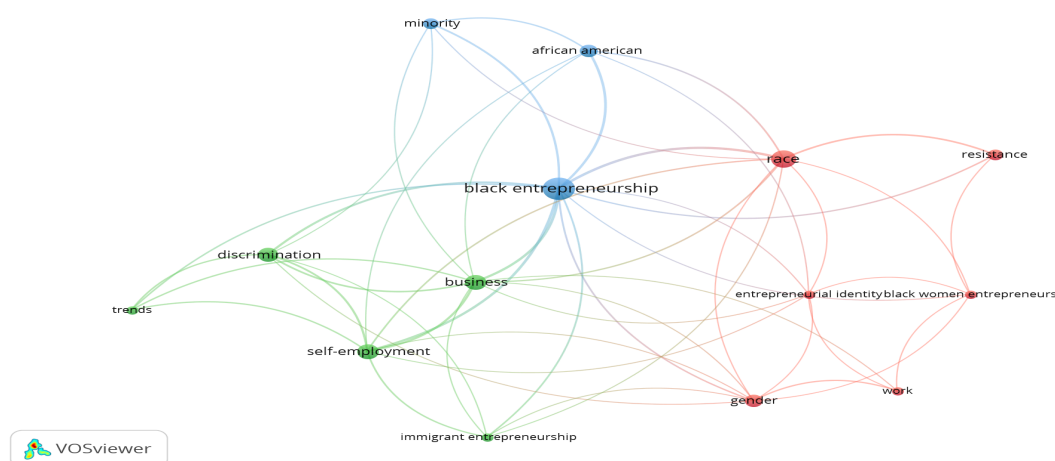 minority
african american
race
resistance
black entrepreneurship
discrimination
business
entrepreneurial identity
black women entrepreneurs
trends
self-employment
work
gender
immigrant entrepreneurship
VOSviewer